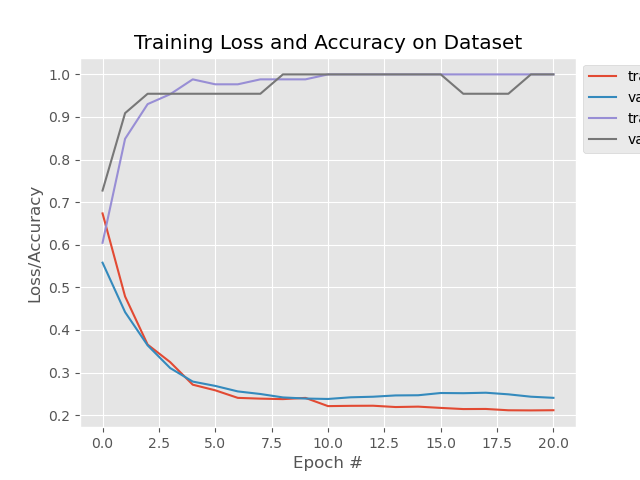 Training Loss and Accuracy on Dataset
1.0
0.9
0.8
0.7
0.6
0.5
0.4
0.3
0.2
Loss/Accuracy
0.0 2.5 5.0 7.5 10.0 12.5 15.0 17.5 20.0
Epoch #
tra
va
tra
va